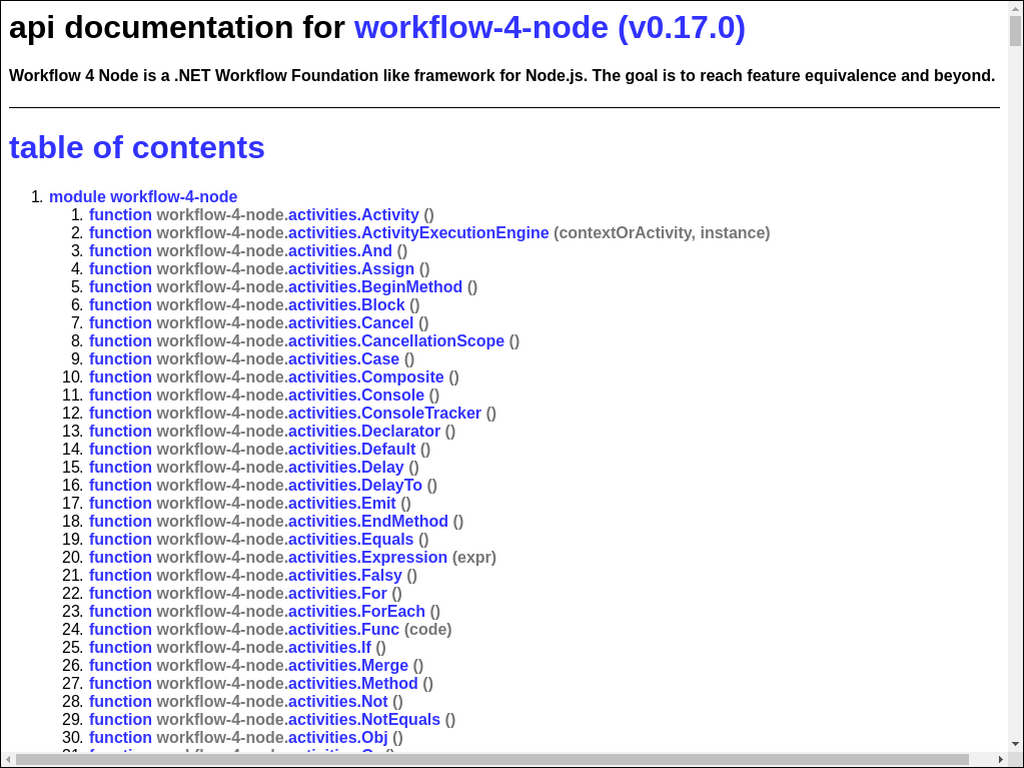 api documentation for workflow-4-node (v0.17.0)
Workflow 4 Node is a .NET Workflow Foundation like framework for Node.js. The goal is to reach feature equivalence and beyond.
table of contents
1. module workflow-4-node
1. function workflow-4-node.activities.Activity ()
2. function workflow-4-node.activities.ActivityExecutionEngine (contextOrActivity, instance)
3. function workflow-4-node.activities.And ()
4. function workflow-4-node.activities.Assign ()
5. function workflow-4-node.activities.BeginMethod ()
6. function workflow-4-node.activities.Block ()
7. function workflow-4-node.activities.Cancel ()
8. function workflow-4-node.activities.CancellationScope ()
9. function workflow-4-node.activities.Case ()
10. function workflow-4-node.activities.Composite ()
11. function workflow-4-node.activities.Console ()
12. function workflow-4-node.activities.ConsoleTracker ()
13. function workflow-4-node.activities.Declarator ()
14. function workflow-4-node.activities.Default ()
15. function workflow-4-node.activities.Delay ()
16. function workflow-4-node.activities.DelayTo ()
17. function workflow-4-node.activities.Emit ()
18. function workflow-4-node.activities.EndMethod ()
19. function workflow-4-node.activities.Equals ()
20. function workflow-4-node.activities.Expression (expr)
21. function workflow-4-node.activities.Falsy ()
22. function workflow-4-node.activities.For ()
23. function workflow-4-node.activities.ForEach ()
24. function workflow-4-node.activities.Func (code)
25. function workflow-4-node.activities.If ()
26. function workflow-4-node.activities.Merge ()
27. function workflow-4-node.activities.Method ()
28. function workflow-4-node.activities.Not ()
29. function workflow-4-node.activities.NotEquals ()
30. function workflow-4-node.activities.Obj ()